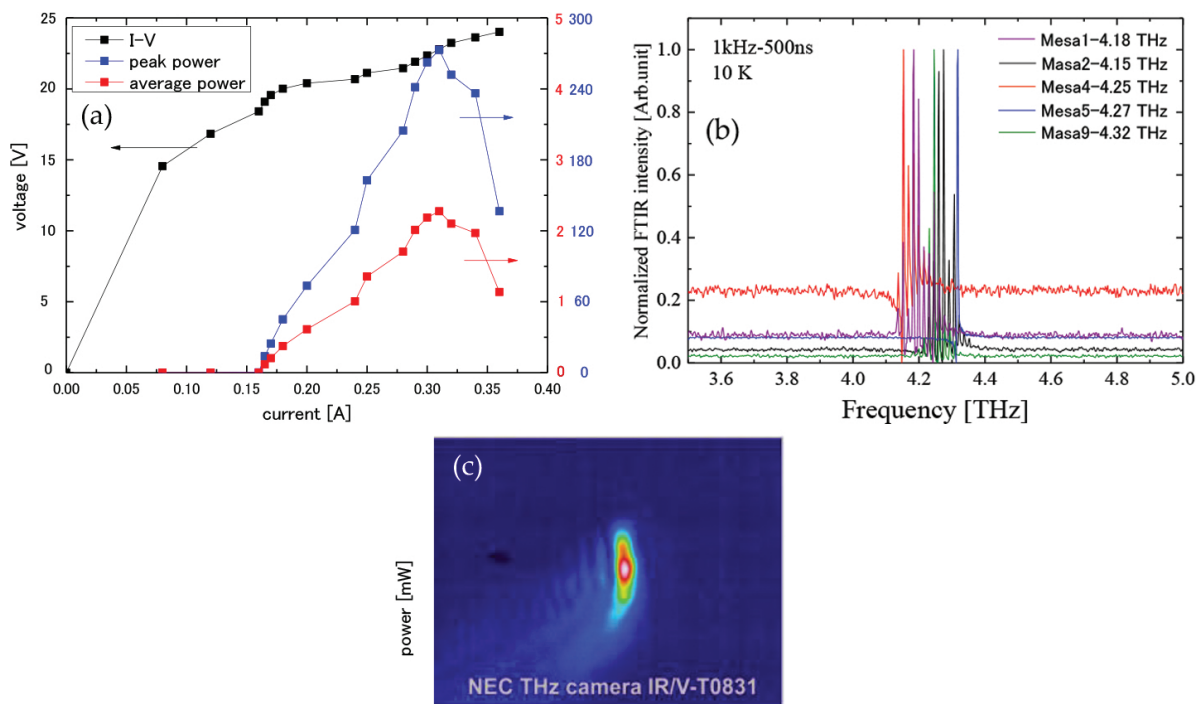 25
20
15
10
5
0
voltage [V]
I-V
peak power
average power
(a)
0.00
0.05
0.10
0.15
0.20
0.25
0.30
0.35
0.40
current [A]
5
4
3
2
1
0
300
240
180
120
60
0
Normalized FTIR intensity [Arb.unit]
1.0
0.8
0.6
0.4
0.2
0.0
1kHz-500ns
10 K
(b)
Mesa1-4.18 THz
Masa2-4.15 THz
Mesa4-4.25 THz
Mesa5-4.27 THz
Masa9-4.32 THz
3.6
3.8
4.0
4.2
4.4
4.6
4.8
5.0
Frequency [THz]
(c)
power [mW]
NEC THz camera IR/V-T0831